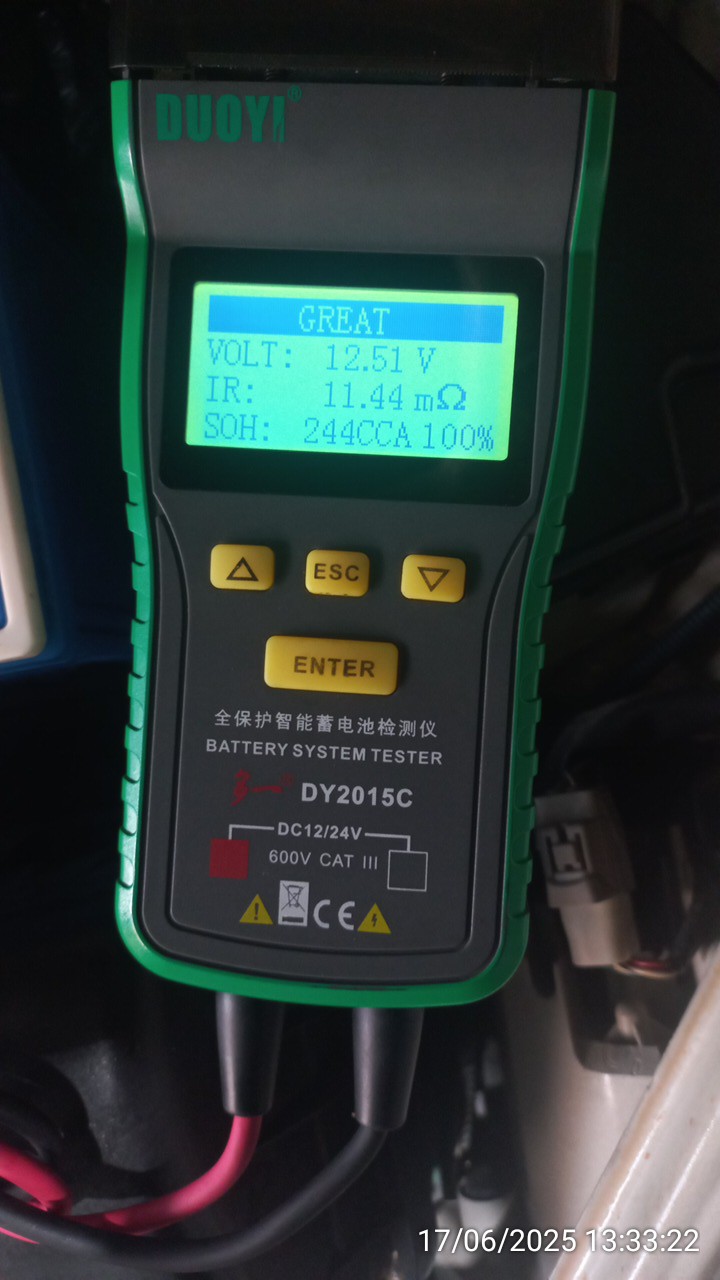 DUOYI®
GREAT
VOLT: 12.51 V
IR: 11.44 mΩ
SOH: 244CCA 100%
ESC
ENTER
全保护智能蓄电池检测仪
BATTERY SYSTEM TESTER
多一 DY2015C
DC12/24V
600V CAT III
CE
17/06/2025 13:33:22